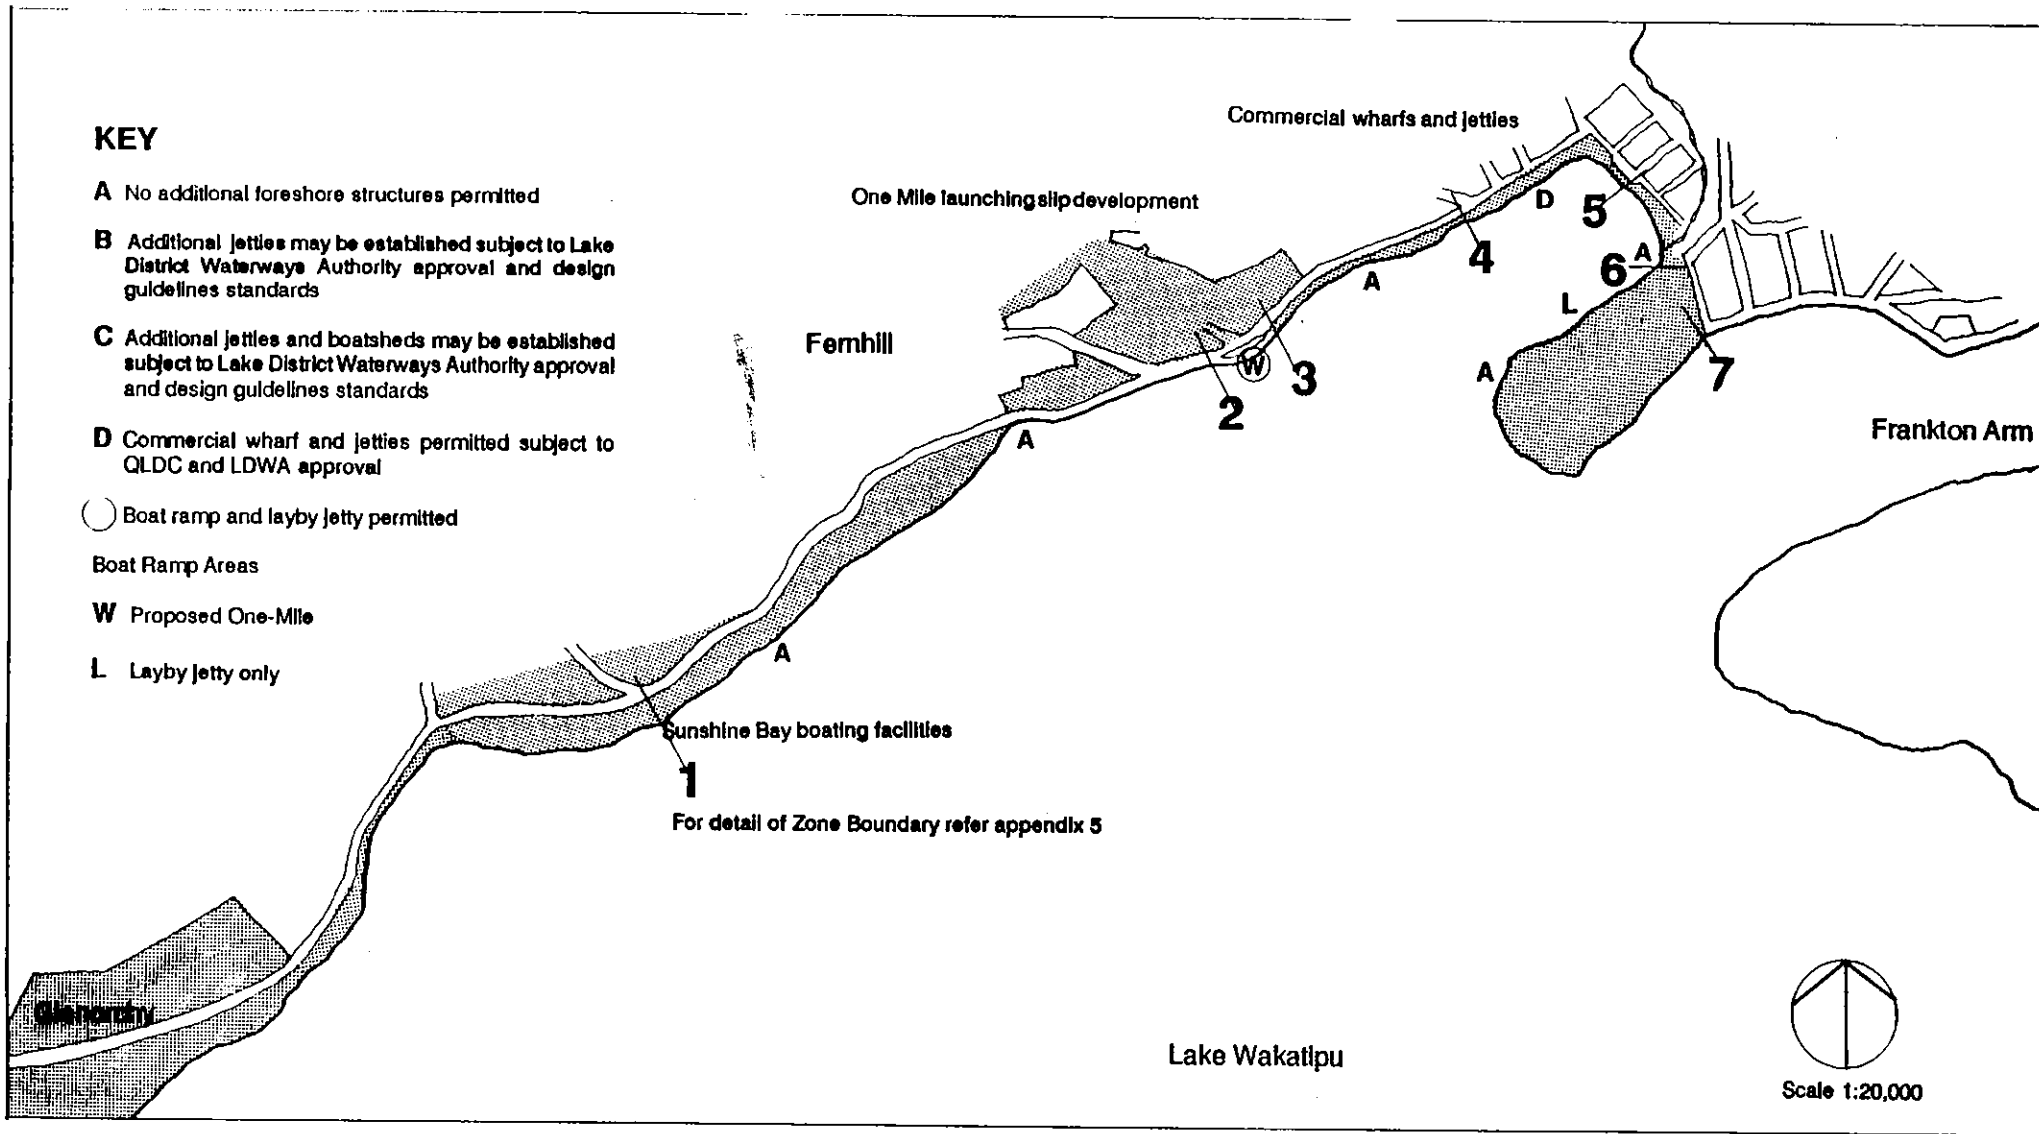 KEY
A No additional foreshore structures permitted
B Additional jetties may be established subject to Lake
District Waterways Authority approval and design
guidelines standards
C Additional jetties and boatsheds may be established
subject to Lake District Waterways Authority approval
and design guidelines standards
D Commercial wharf and jetties permitted subject to
QLDC and LDWA approval
Boat ramp and layby jetty permitted
Boat Ramp Areas
W Proposed One-Mile
L Layby jetty only
Commercial wharfs and jetties
One Mile launching slip development
D
5
4
A
6
A
L
Fernhill
W
3
A
7
2
Frankton Arm
A
A
Sunshine Bay boating facilities
1
For detail of Zone Boundary refer appendix 5
Glenorchy
Lake Wakatipu
Scale 1:20,000